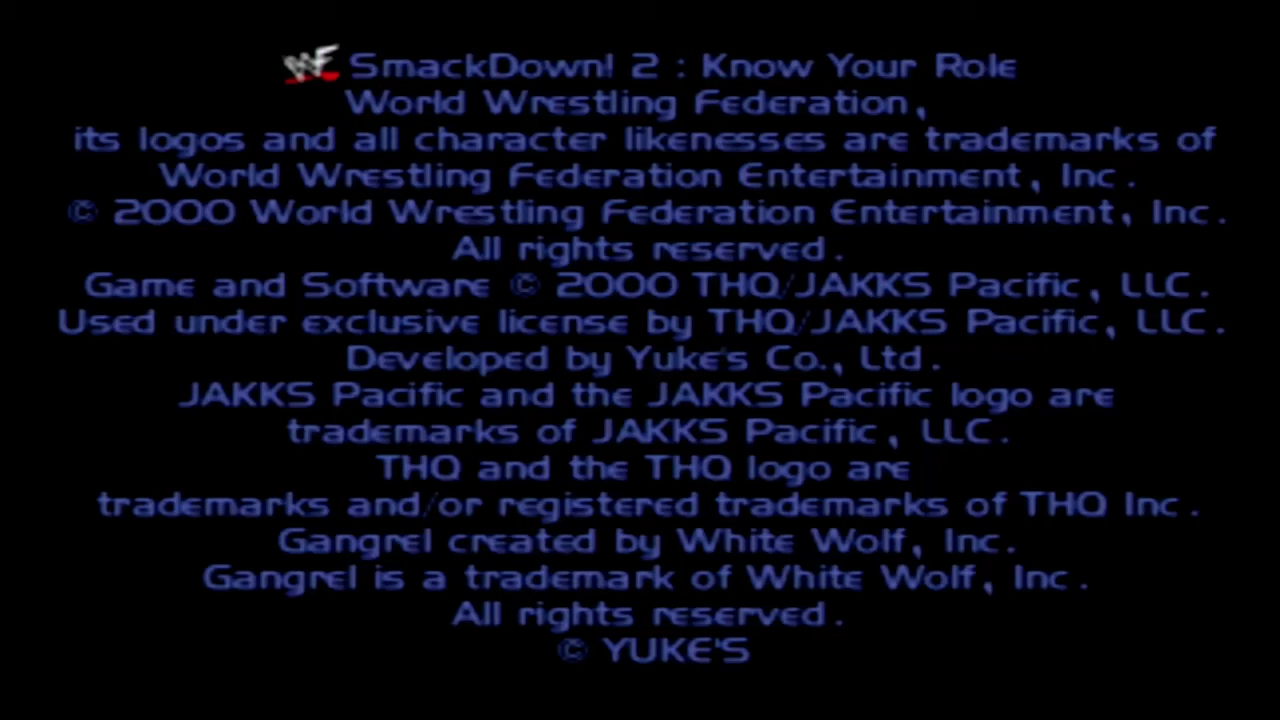 WF SmackDown! 2 : Know Your Role
World Wrestling Federation,
its logos and all character likenesses are trademarks of
World Wrestling Federation Entertainment, Inc.
© 2000 World Wrestling Federation Entertainment, Inc.
All rights reserved.
Game and Software © 2000 THQ/JAKKS Pacific, LLC.
Used under exclusive license by THQ/JAKKS Pacific, LLC.
Developed by Yuke's Co., Ltd.
JAKKS Pacific and the JAKKS Pacific logo are
trademarks of JAKKS Pacific, LLC.
THQ and the THQ logo are
trademarks and/or registered trademarks of THQ Inc.
Gangrel created by White Wolf, Inc.
Gangrel is a trademark of White Wolf, Inc.
All rights reserved.
© YUKE'S